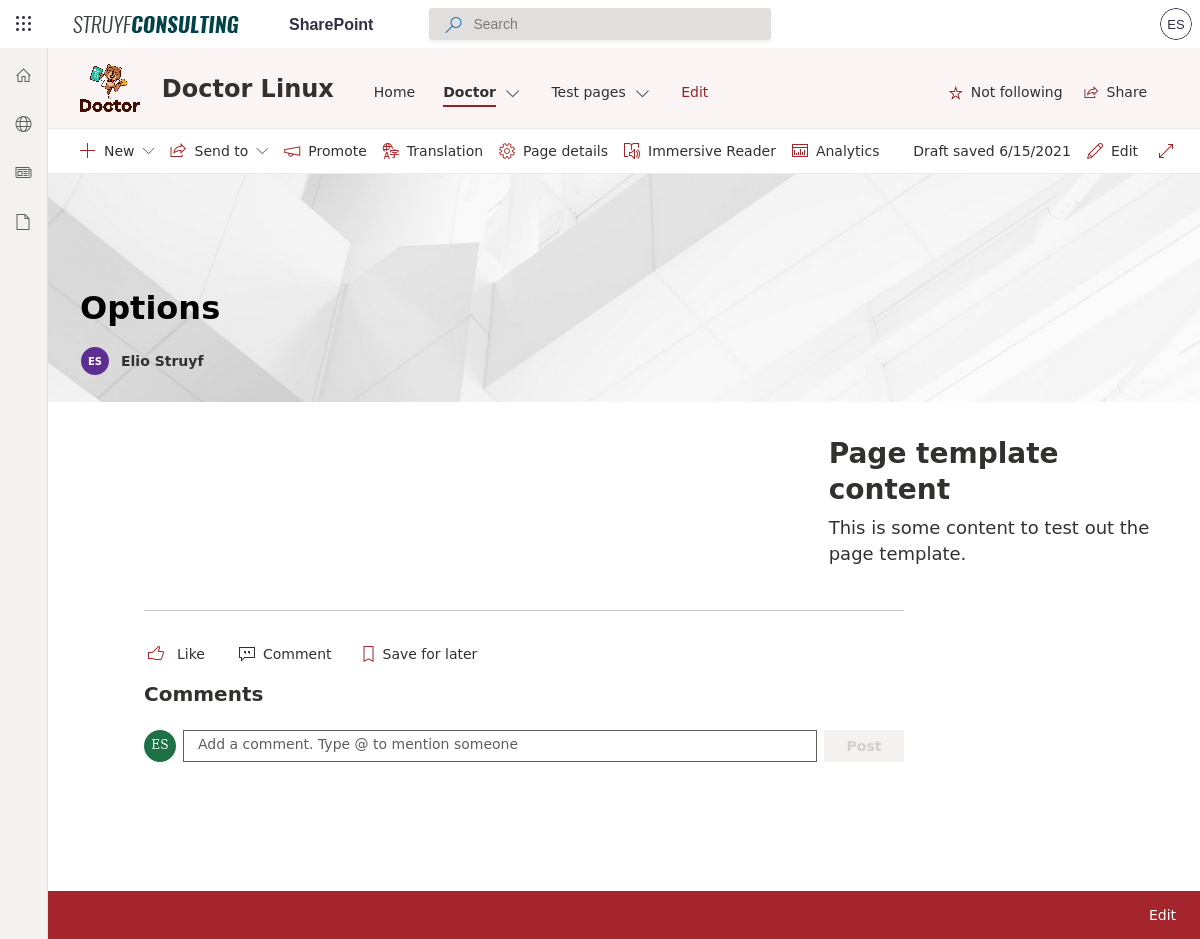 STRUYFCONSULTING SharePoint Search ES
Doctor Doctor Linux Home Doctor Test pages Edit Not following Share
New Send to Promote Translation Page details Immersive Reader Analytics Draft saved 6/15/2021 Edit
Options
ES Elio Struyf
Page template
content
This is some content to test out the
page template.
Like Comment Save for later
Comments
ES Add a comment. Type @ to mention someone Post
Edit